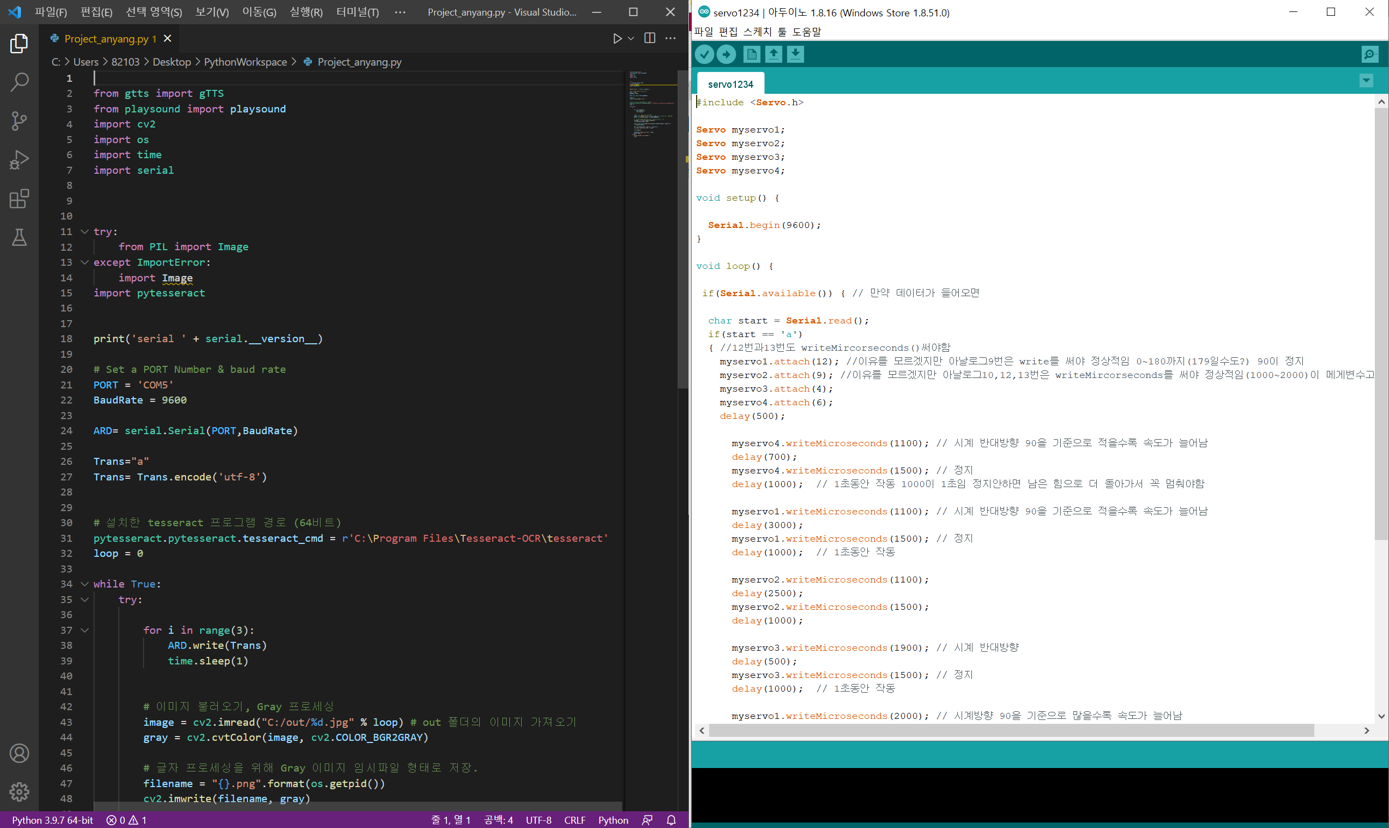 파일(F) 편집(E) 선택 영역(S) 보기(V) 이동(G) 실행(R) 터미널(T) ··· Project_anyang.py - Visual Studio...
Project_anyang.py 1
C: > Users > 82103 > Desktop > PythonWorkspace > Project_anyang.py
1
2 from gtts import gTTS
3 from playsound import playsound
4 import cv2
5 import os
6 import time
7 import serial
8
9
10
11 try:
12 from PIL import Image
13 except ImportError:
14 import Image
15 import pytesseract
16
17
18 print('serial ' + serial.__version__)
19
20 # Set a PORT Number & baud rate
21 PORT = 'COM5'
22 BaudRate = 9600
23
24 ARD= serial.Serial(PORT,BaudRate)
25
26 Trans="a"
27 Trans= Trans.encode('utf-8')
28
29
30 # 설치한 tesseract 프로그램 경로 (64비트)
31 pytesseract.pytesseract.tesseract_cmd = r'C:\Program Files\Tesseract-OCR\tesseract'
32 loop = 0
33
34 while True:
35 try:
36
37 for i in range(3):
38 ARD.write(Trans)
39 time.sleep(1)
40
41
42 # 이미지 불러오기, Gray 프로세싱
43 image = cv2.imread("C:/out/%d.jpg" % loop) # out 폴더의 이미지 가져오기
44 gray = cv2.cvtColor(image, cv2.COLOR_BGR2GRAY)
45
46 # 글자 프로세싱을 위해 Gray 이미지 임시파일 형태로 저장.
47 filename = "{}.png".format(os.getpid())
48 cv2.imwrite(filename, gray)
Python 3.9.7 64-bit 0 1 줄 1, 열 1 공백: 4 UTF-8 CRLF Python
servo1234 | 아두이노 1.8.16 (Windows Store 1.8.51.0)
파일 편집 스케치 툴 도움말
servo1234
#include <Servo.h>
Servo myservo1;
Servo myservo2;
Servo myservo3;
Servo myservo4;
void setup() {
Serial.begin(9600);
}
void loop() {
if(Serial.available()) { // 만약 데이터가 들어오면
char start = Serial.read();
if(start == 'a')
{ //12번과13번도 writeMircorseconds()써야함
myservo1.attach(12); //이유를 모르겟지만 아날로그9번은 write를 써야 정상적임 0~180까지(179일수도?) 90이 정지
myservo2.attach(9); //이유를 모르겟지만 아날로그10,12,13번은 writeMircorseconds를 써야 정상적임(1000~2000)이 메게변수고
myservo3.attach(4);
myservo4.attach(6);
delay(500);
myservo4.writeMicroseconds(1100); // 시계 반대방향 90을 기준으로 적을수록 속도가 늘어남
delay(700);
myservo4.writeMicroseconds(1500); // 정지
delay(1000); // 1초동안 작동 1000이 1초임 정지안하면 남은 힘으로 더 돌아가서 꼭 멈춰야함
myservo1.writeMicroseconds(1100); // 시계 반대방향 90을 기준으로 적을수록 속도가 늘어남
delay(3000);
myservo1.writeMicroseconds(1500); // 정지
delay(1000); // 1초동안 작동
myservo2.writeMicroseconds(1100);
delay(2500);
myservo2.writeMicroseconds(1500);
delay(1000);
myservo3.writeMicroseconds(1900); // 시계 반대방향
delay(500);
myservo3.writeMicroseconds(1500); // 정지
delay(1000); // 1초동안 작동
myservo1.writeMicroseconds(2000); // 시계방향 90을 기준으로 많을수록 속도가 늘어남